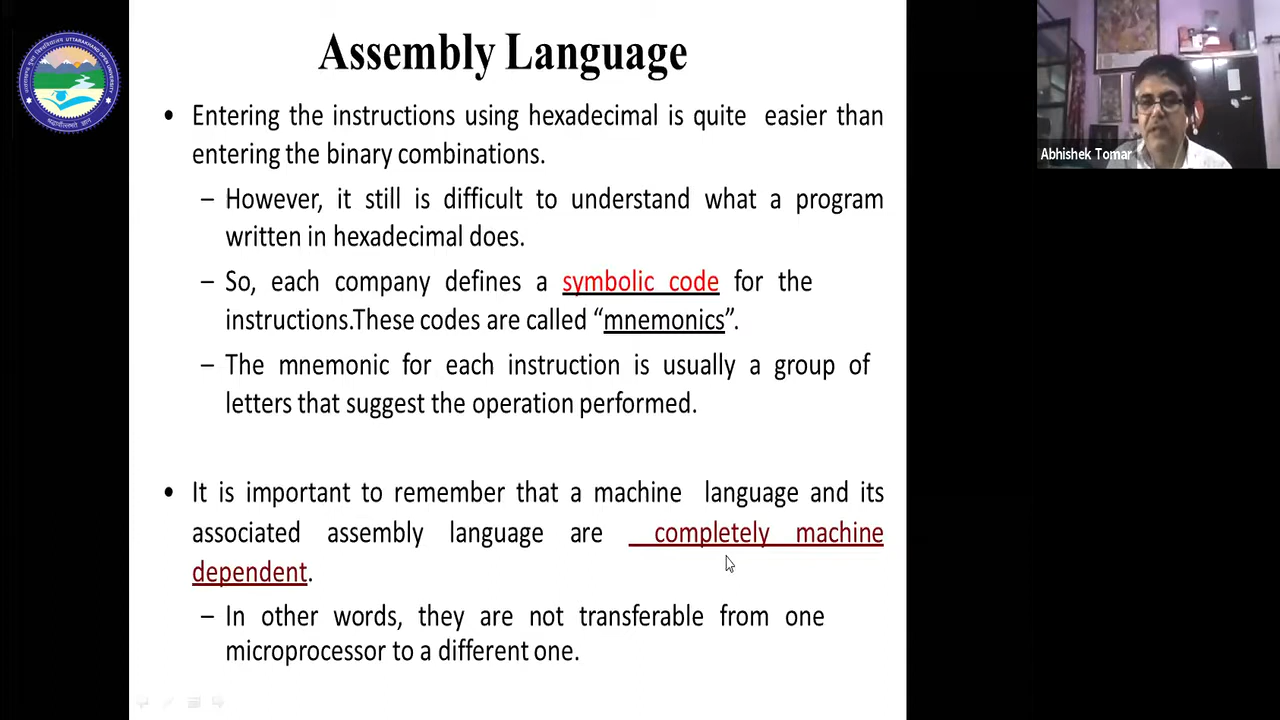 Assembly Language
• Entering the instructions using hexadecimal is quite easier than
entering the binary combinations.
– However, it still is difficult to understand what a program
written in hexadecimal does.
– So, each company defines a symbolic code for the
instructions.These codes are called “mnemonics”.
– The mnemonic for each instruction is usually a group of
letters that suggest the operation performed.
• It is important to remember that a machine language and its
associated assembly language are completely machine
dependent.
– In other words, they are not transferable from one
microprocessor to a different one.
UTTARAKHAND OPEN UNIVERSITY
Abhishek Tomar